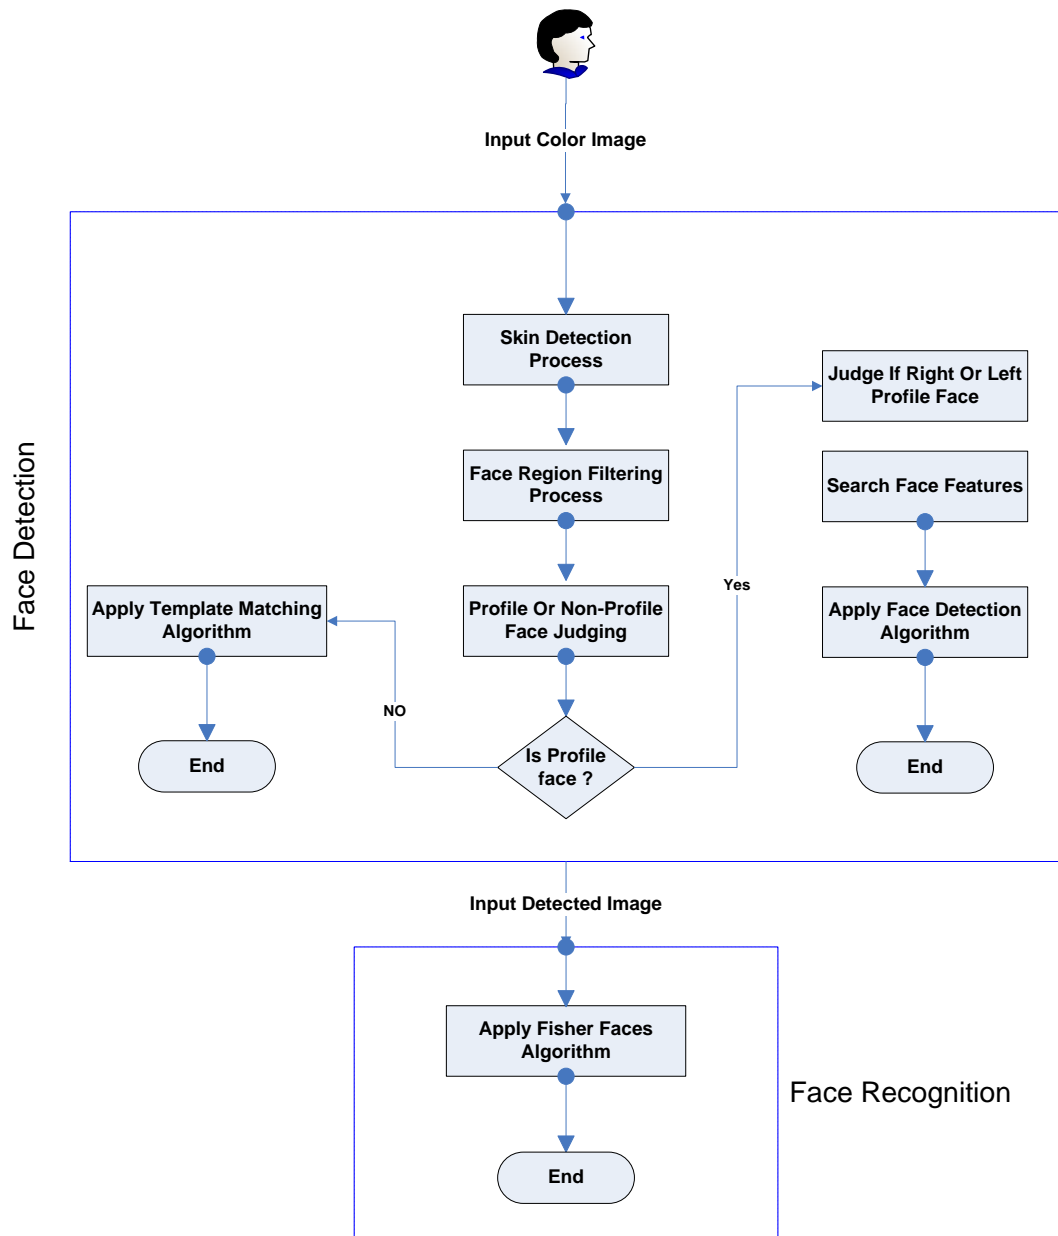 Input Color Image
Face Detection
Skin Detection
Process
Face Region Filtering
Process
Profile Or Non-Profile
Face Judging
Is Profile
face ?
NO
Apply Template Matching
Algorithm
End
Yes
Judge If Right Or Left
Profile Face
Search Face Features
Apply Face Detection
Algorithm
End
Input Detected Image
Apply Fisher Faces
Algorithm
End
Face Recognition